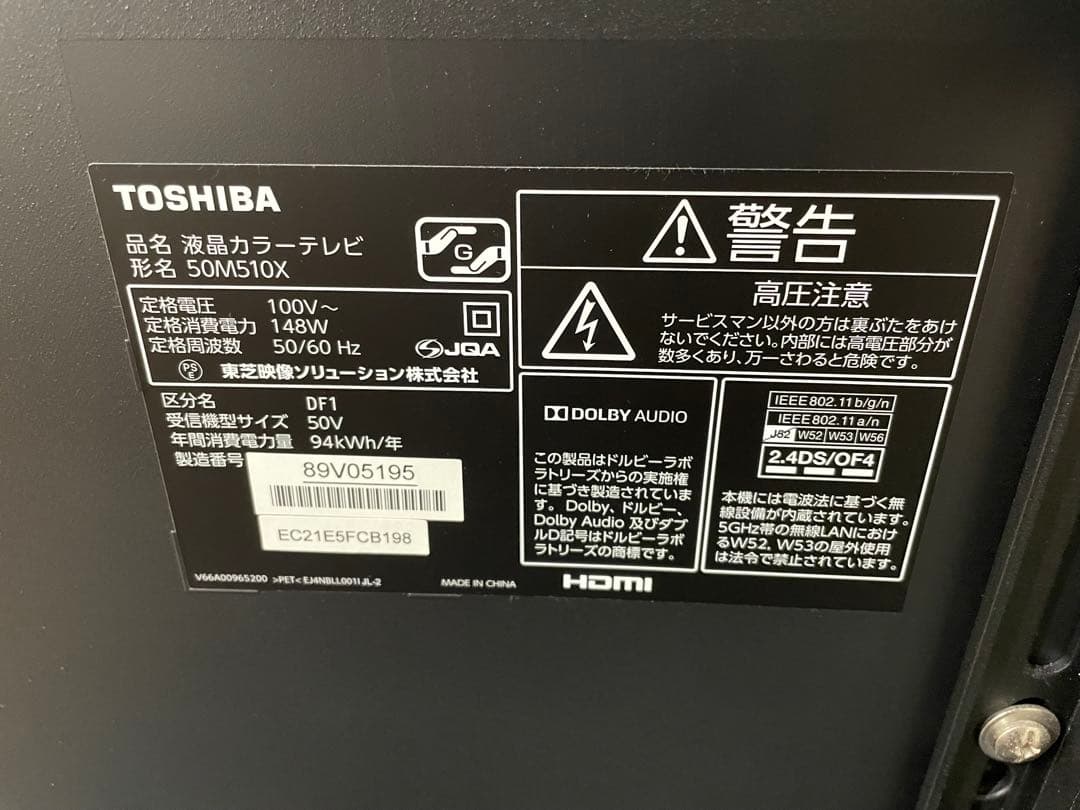 TOSHIBA
品名 液晶カラーテレビ
形名 50M510X
G
定格電圧 100V～
定格消費電力 148W
定格周波数 50/60 Hz
JQA
PS
E
東芝映像ソリューション株式会社
区分名 DF1
受信機型サイズ 50V
年間消費電力量 94kWh/年
製造番号
89V05195
EC21E5FCB198
V66A00965200 >PET< EJ4NBLL001I JL-2
MADE IN CHINA
警告
高圧注意
サービスマン以外の方は裏ぶたをあけ
ないでください。内部には高電圧部分が
数多くあり、万一さわると危険です。
DOLBY AUDIO
この製品はドルビーラボ
ラトリーズからの実施権
に基づき製造されていま
す。Dolby、ドルビー、
Dolby Audio 及びダブ
ルD記号はドルビーラボ
ラトリーズの商標です。
HDMI
IEEE802.11b/g/n
IEEE802.11a/n
J52 W52 W53 W56
2.4DS/OF4
本機には電波法に基づく無
線設備が内蔵されています。
5GHz帯の無線LANにおけ
るW52、W53の屋外使用
は法令で禁止されています。